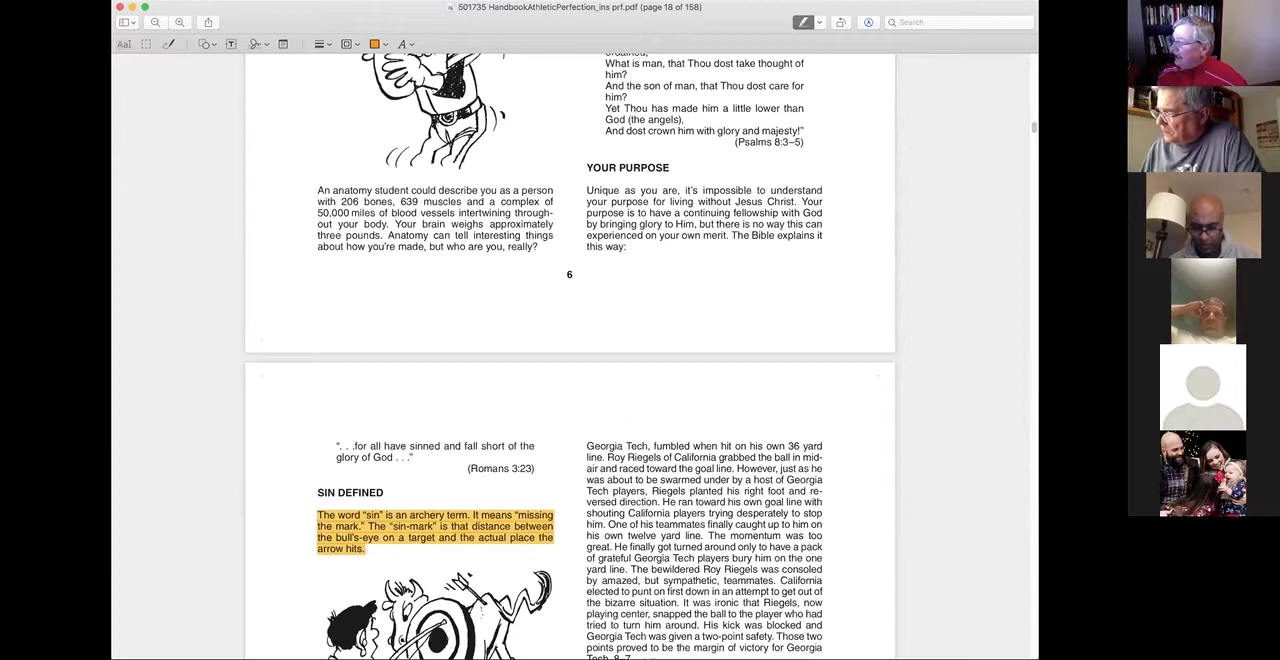 501735 HandbookAthleticPerfection_ins prf.pdf (page 18 of 158)
Search
AaI
What is man, that Thou dost take thought of
him?
And the son of man, that Thou dost care for
him?
Yet Thou has made him a little lower than
God (the angels),
And dost crown him with glory and majesty!"
(Psalms 8:3–5)
An anatomy student could describe you as a person
with 206 bones, 639 muscles and a complex of
50,000 miles of blood vessels intertwining through-
out your body. Your brain weighs approximately
three pounds. Anatomy can tell interesting things
about how you're made, but who are you, really?
YOUR PURPOSE
Unique as you are, it's impossible to understand
your purpose for living without Jesus Christ. Your
purpose is to have a continuing fellowship with God
by bringing glory to Him, but there is no way this can
experienced on your own merit. The Bible explains it
this way:
6
". . .for all have sinned and fall short of the
glory of God . . ."
(Romans 3:23)
SIN DEFINED
The word "sin" is an archery term. It means "missing
the mark." The "sin-mark" is that distance between
the bull's-eye on a target and the actual place the
arrow hits.
Georgia Tech, fumbled when hit on his own 36 yard
line. Roy Riegels of California grabbed the ball in mid-
air and raced toward the goal line. However, just as he
was about to be swarmed under by a host of Georgia
Tech players, Riegels planted his right foot and re-
versed direction. He ran toward his own goal line with
shouting California players trying desperately to stop
him. One of his teammates finally caught up to him on
his own twelve yard line. The momentum was too
great. He finally got turned around only to have a pack
of grateful Georgia Tech players bury him on the one
yard line. The bewildered Roy Riegels was consoled
by amazed, but sympathetic, teammates. California
elected to punt on first down in an attempt to get out of
the bizarre situation. It was ironic that Riegels, now
playing center, snapped the ball to the player who had
tried to turn him around. His kick was blocked and
Georgia Tech was given a two-point safety. Those two
points proved to be the margin of victory for Georgia
Tech, 8–7